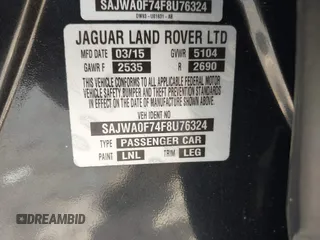 SAJWA0F74F8U76324
JAGUAR LAND ROVER LTD
MFD DATE 03/15 GVWR 5104
GAWR F 2535 R 2690
THIS VEHICLE CONFORMS TO ALL APPLICABLE FEDERAL MOTOR
VEHICLE SAFETY, BUMPER AND THEFT PREVENTION STANDARDS
IN EFFECT ON THE DATE OF MANUFACTURE SHOWN ABOVE.
VEH IDENT NO
SAJWA0F74F8U76324
TYPE PASSENGER CAR
PAINT LNL TRIM LEG
DREAMBID